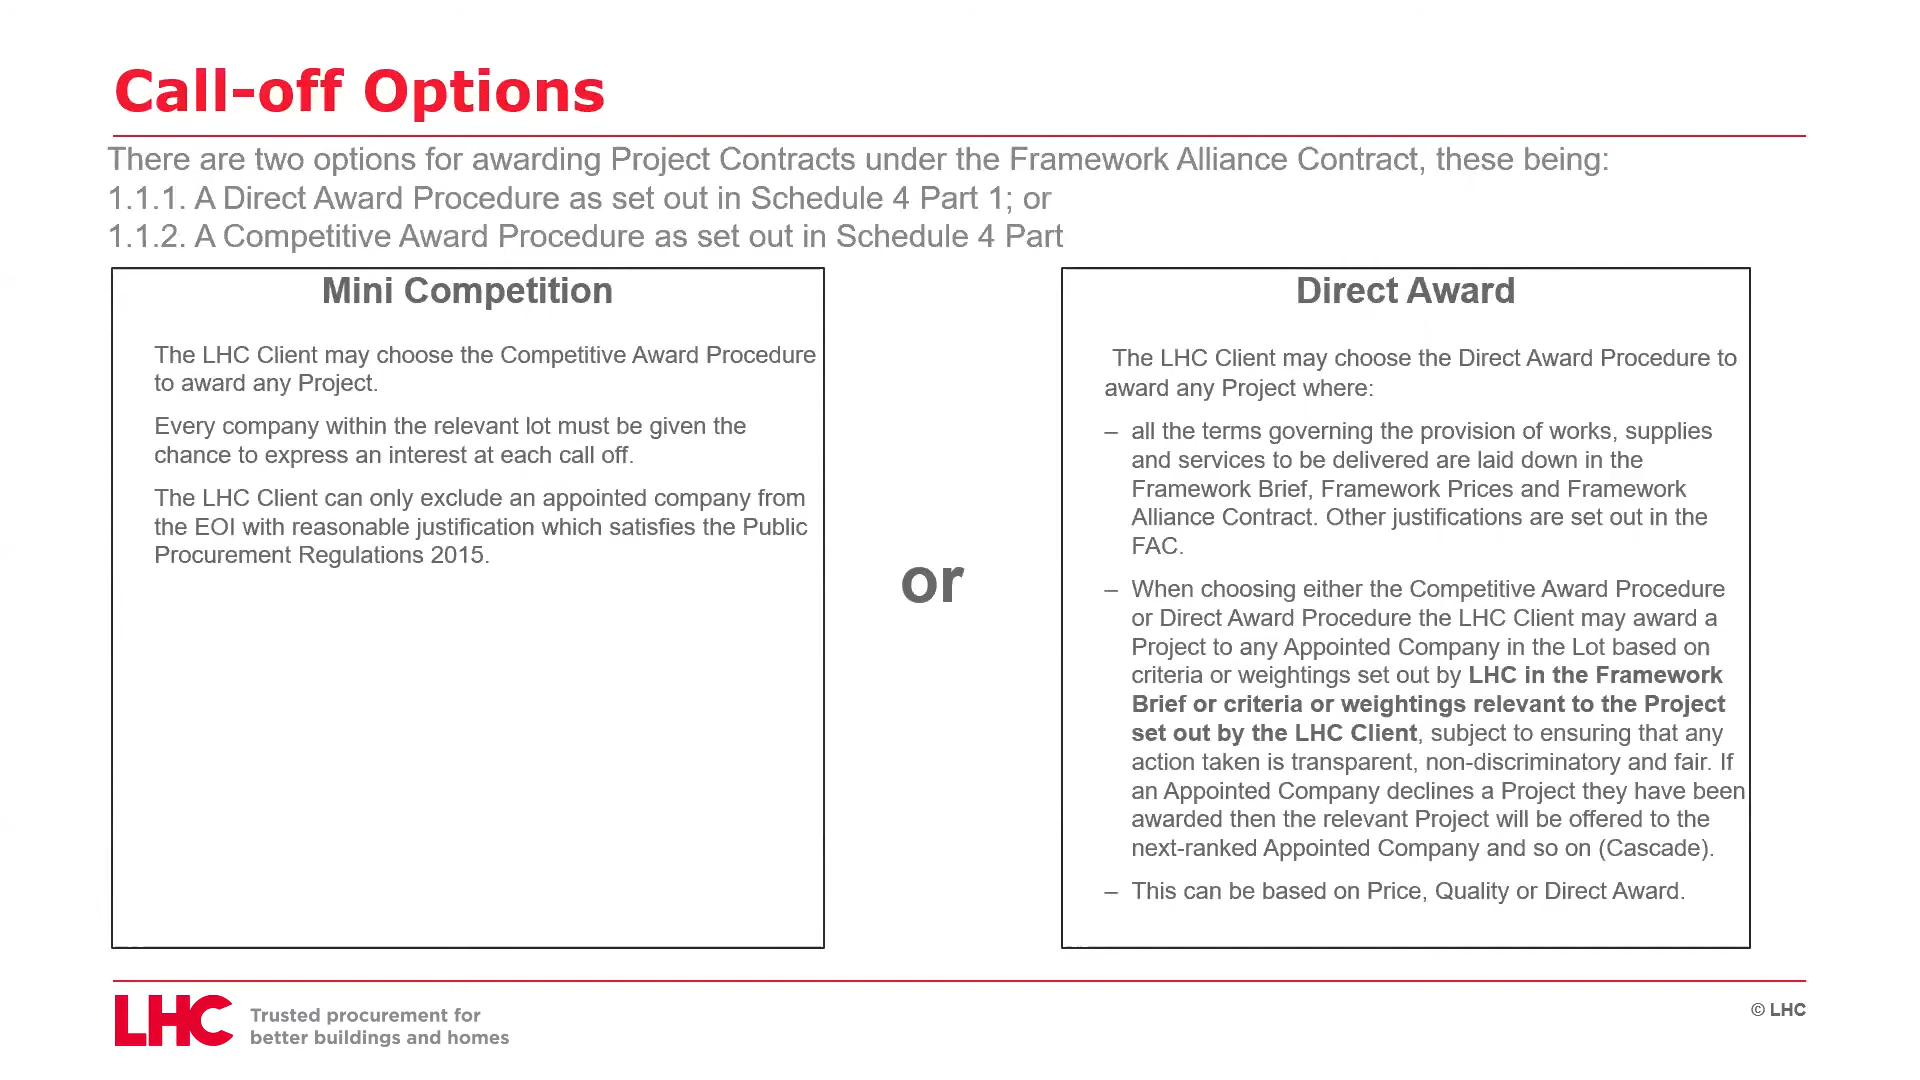 Call-off Options
There are two options for awarding Project Contracts under the Framework Alliance Contract, these being:
1.1.1. A Direct Award Procedure as set out in Schedule 4 Part 1; or
1.1.2. A Competitive Award Procedure as set out in Schedule 4 Part
Mini Competition
The LHC Client may choose the Competitive Award Procedure
to award any Project.
Every company within the relevant lot must be given the
chance to express an interest at each call off.
The LHC Client can only exclude an appointed company from
the EOI with reasonable justification which satisfies the Public
Procurement Regulations 2015.
or
Direct Award
The LHC Client may choose the Direct Award Procedure to
award any Project where:
– all the terms governing the provision of works, supplies
and services to be delivered are laid down in the
Framework Brief, Framework Prices and Framework
Alliance Contract. Other justifications are set out in the
FAC.
– When choosing either the Competitive Award Procedure
or Direct Award Procedure the LHC Client may award a
Project to any Appointed Company in the Lot based on
criteria or weightings set out by LHC in the Framework
Brief or criteria or weightings relevant to the Project
set out by the LHC Client, subject to ensuring that any
action taken is transparent, non-discriminatory and fair. If
an Appointed Company declines a Project they have been
awarded then the relevant Project will be offered to the
next-ranked Appointed Company and so on (Cascade).
– This can be based on Price, Quality or Direct Award.
LHC
Trusted procurement for
better buildings and homes
© LHC